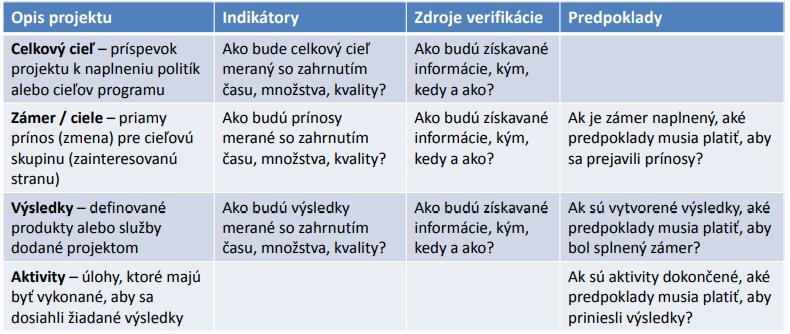 Opis projektu
Indikátory
Zdroje verifikácie
Predpoklady
Celkový cieľ – príspevok
projektu k naplneniu politík
alebo cieľov programu
Ako bude celkový cieľ
meraný so zahrnutím
času, množstva, kvality?
Ako budú získavané
informácie, kým,
kedy a ako?
Zámer / ciele – priamy
prínos (zmena) pre cieľovú
skupinu (zainteresovanú
stranu)
Ako budú prínosy
merané so zahrnutím
času, množstva, kvality?
Ako budú získavané
informácie, kým,
kedy a ako?
Ak je zámer naplnený, aké
predpoklady musia platiť, aby
sa prejavili prínosy?
Výsledky – definované
produkty alebo služby
dodané projektom
Ako budú výsledky
merané so zahrnutím
času, množstva, kvality?
Ako budú získavané
informácie, kým,
kedy a ako?
Ak sú vytvorené výsledky, aké
predpoklady musia platiť, aby
bol splnený zámer?
Aktivity – úlohy, ktoré majú
byť vykonané, aby sa
dosiahli žiadané výsledky
Ak sú aktivity dokončené, aké
predpoklady musia platiť, aby
priniesli výsledky?